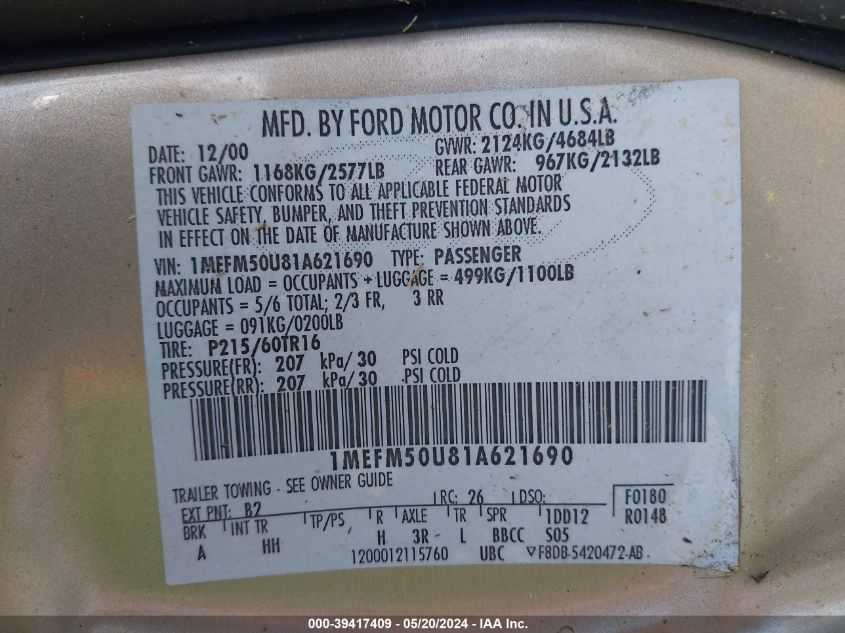 MFD. BY FORD MOTOR CO. IN U.S.A.
DATE: 12/00 GVWR: 2124KG/4684LB
FRONT GAWR: 1168KG/2577LB REAR GAWR: 967KG/2132LB
THIS VEHICLE CONFORMS TO ALL APPLICABLE FEDERAL MOTOR
VEHICLE SAFETY, BUMPER, AND THEFT PREVENTION STANDARDS
IN EFFECT ON THE DATE OF MANUFACTURE SHOWN ABOVE.
VIN: 1MEFM50U81A621690 TYPE: PASSENGER
MAXIMUM LOAD = OCCUPANTS + LUGGAGE = 499KG/1100LB
OCCUPANTS = 5/6 TOTAL; 2/3 FR, 3 RR
LUGGAGE = 091KG/0200LB
TIRE: P215/60TR16
PRESSURE(FR): 207 kPa/ 30 PSI COLD
PRESSURE(RR): 207 kPa/ 30 PSI COLD
1MEFM50U81A621690
TRAILER TOWING - SEE OWNER GUIDE
EXT PNT: B2 RC: 26 DSO: F0180
BRK INT TR TP/PS R AXLE TR SPR 1DD12 R0148
A HH H 3R- L BBCC S05
1200012115760 UBC ▽F8DB-5420472-AB
000-39417409 - 05/20/2024 - IAA Inc.